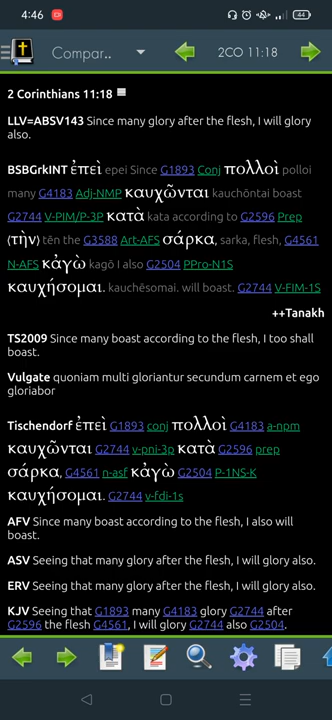 4:46
44
Compar..
2CO 11:18
2 Corinthians 11:18
LLV=ABSV143 Since many glory after the flesh, I will glory
also.
BSBGrkINT ἐπεὶ epei Since G1893 Conj πολλοὶ polloi
many G4183 Adj-NMP καυχῶνται kauchōntai boast
G2744 V-PIM/P-3P κατὰ kata according to G2596 Prep
⟨τὴν⟩ tēn the G3588 Art-AFS σάρκα, sarka, flesh, G4561
N-AFS κἀγὼ kagō I also G2504 PPro-N1S
καυχήσομαι. kauchēsomai. will boast. G2744 V-FIM-1S
++Tanakh
TS2009 Since many boast according to the flesh, I too shall
boast.
Vulgate quoniam multi gloriantur secundum carnem et ego
gloriabor
Tischendorf ἐπεὶ G1893 conj πολλοὶ G4183 a-npm
καυχῶνται G2744 v-pni-3p κατὰ G2596 prep
σάρκα, G4561 n-asf κἀγὼ G2504 P-1NS-K
καυχήσομαι. G2744 v-fdi-1s
AFV Since many boast according to the flesh, I also will
boast.
ASV Seeing that many glory after the flesh, I will glory also.
ERV Seeing that many glory after the flesh, I will glory also.
KJV Seeing that G1893 many G4183 glory G2744 after
G2596 the flesh G4561, I will glory G2744 also G2504.